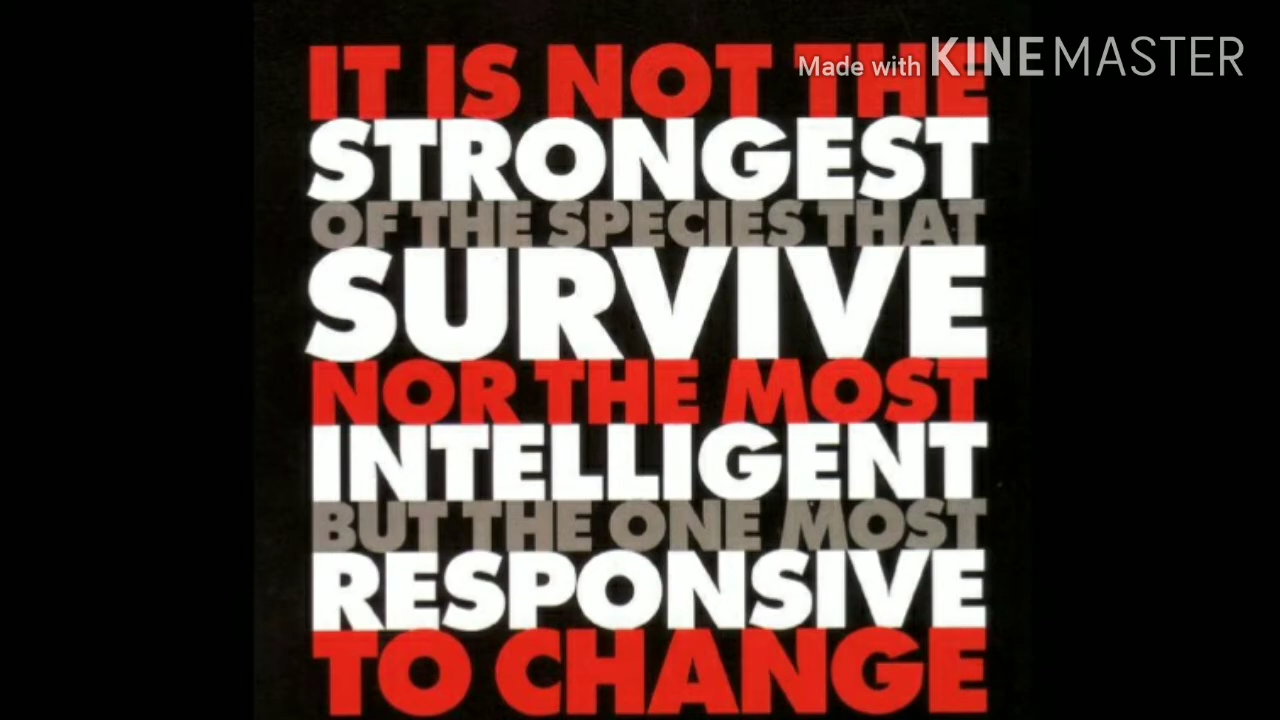 Made with KINEMASTER
IT IS NOT THE
STRONGEST
OF THE SPECIES THAT
SURVIVE
NOR THE MOST
INTELLIGENT
BUT THE ONE MOST
RESPONSIVE
TO CHANGE